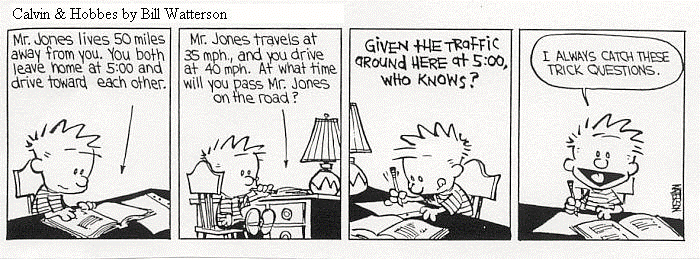 Calvin & Hobbes by Bill Watterson
Mr. Jones lives 50 miles
away from you. You both
leave home at 5:00 and
drive toward each other.
Mr. Jones travels at
35 mph., and you drive
at 40 mph. At what time
will you pass Mr. Jones
on the road?
GIVEN THE TRAFFIC
AROUND HERE AT 5:00,
WHO KNOWS?
I ALWAYS CATCH THESE
TRICK QUESTIONS.
WATTERSON